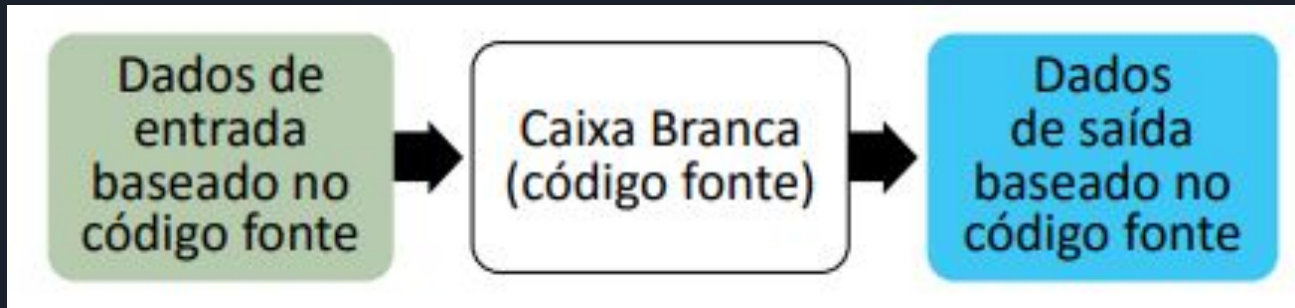 Dados de
entrada
baseado no
código fonte
Caixa Branca
(código fonte)
Dados
de saída
baseado no
código fonte